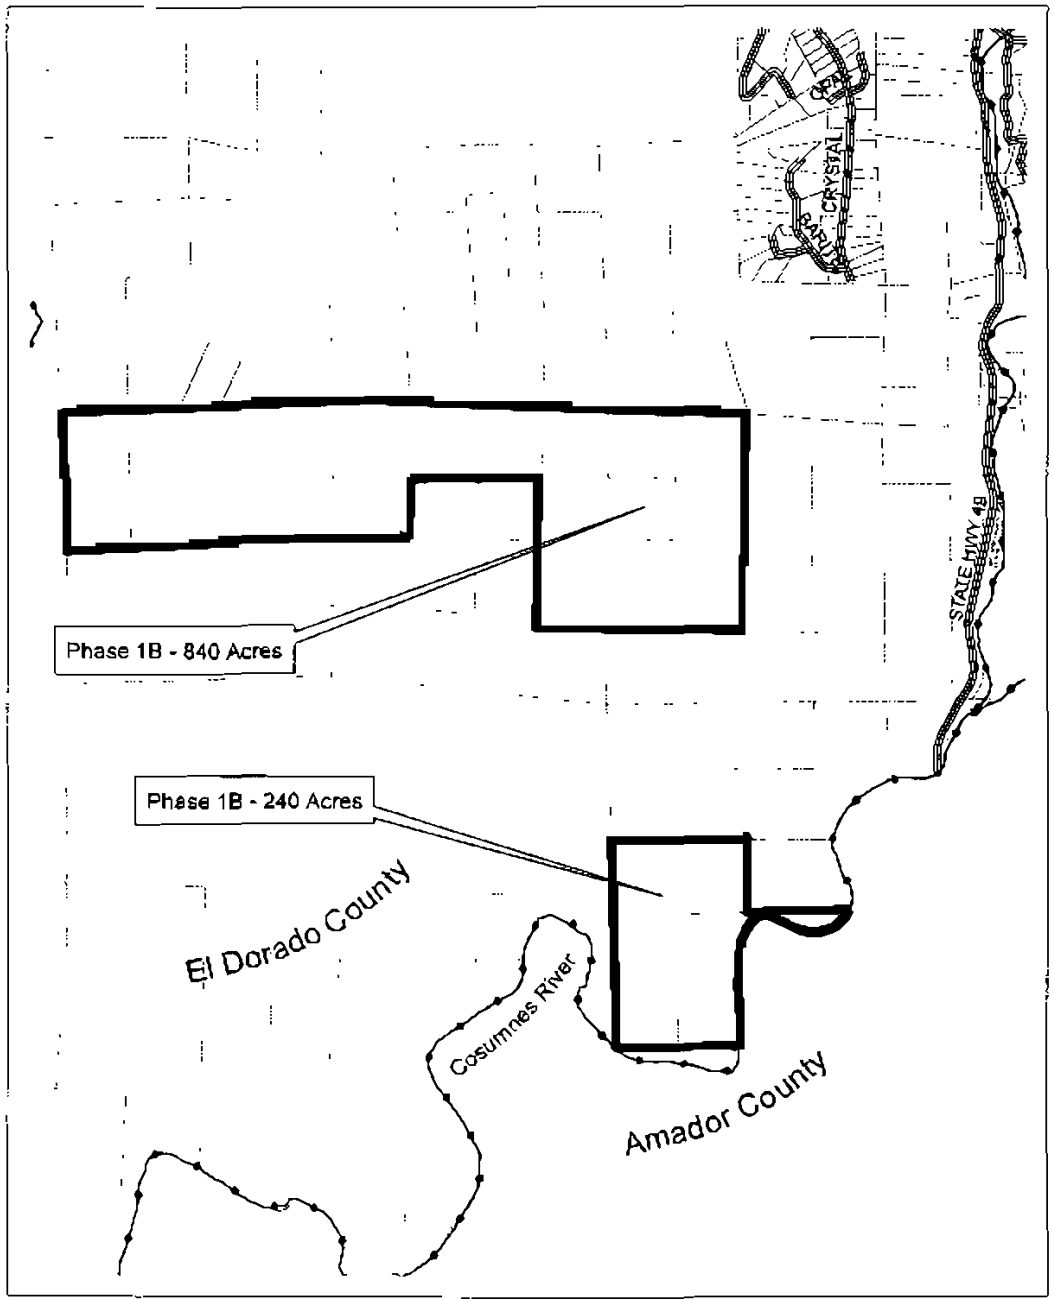 OPAL
CRYSTAL
STATE HWY 49
Phase 1B - 840 Acres
Phase 1B - 240 Acres
El Dorado County
Cosumnes River
Amador County